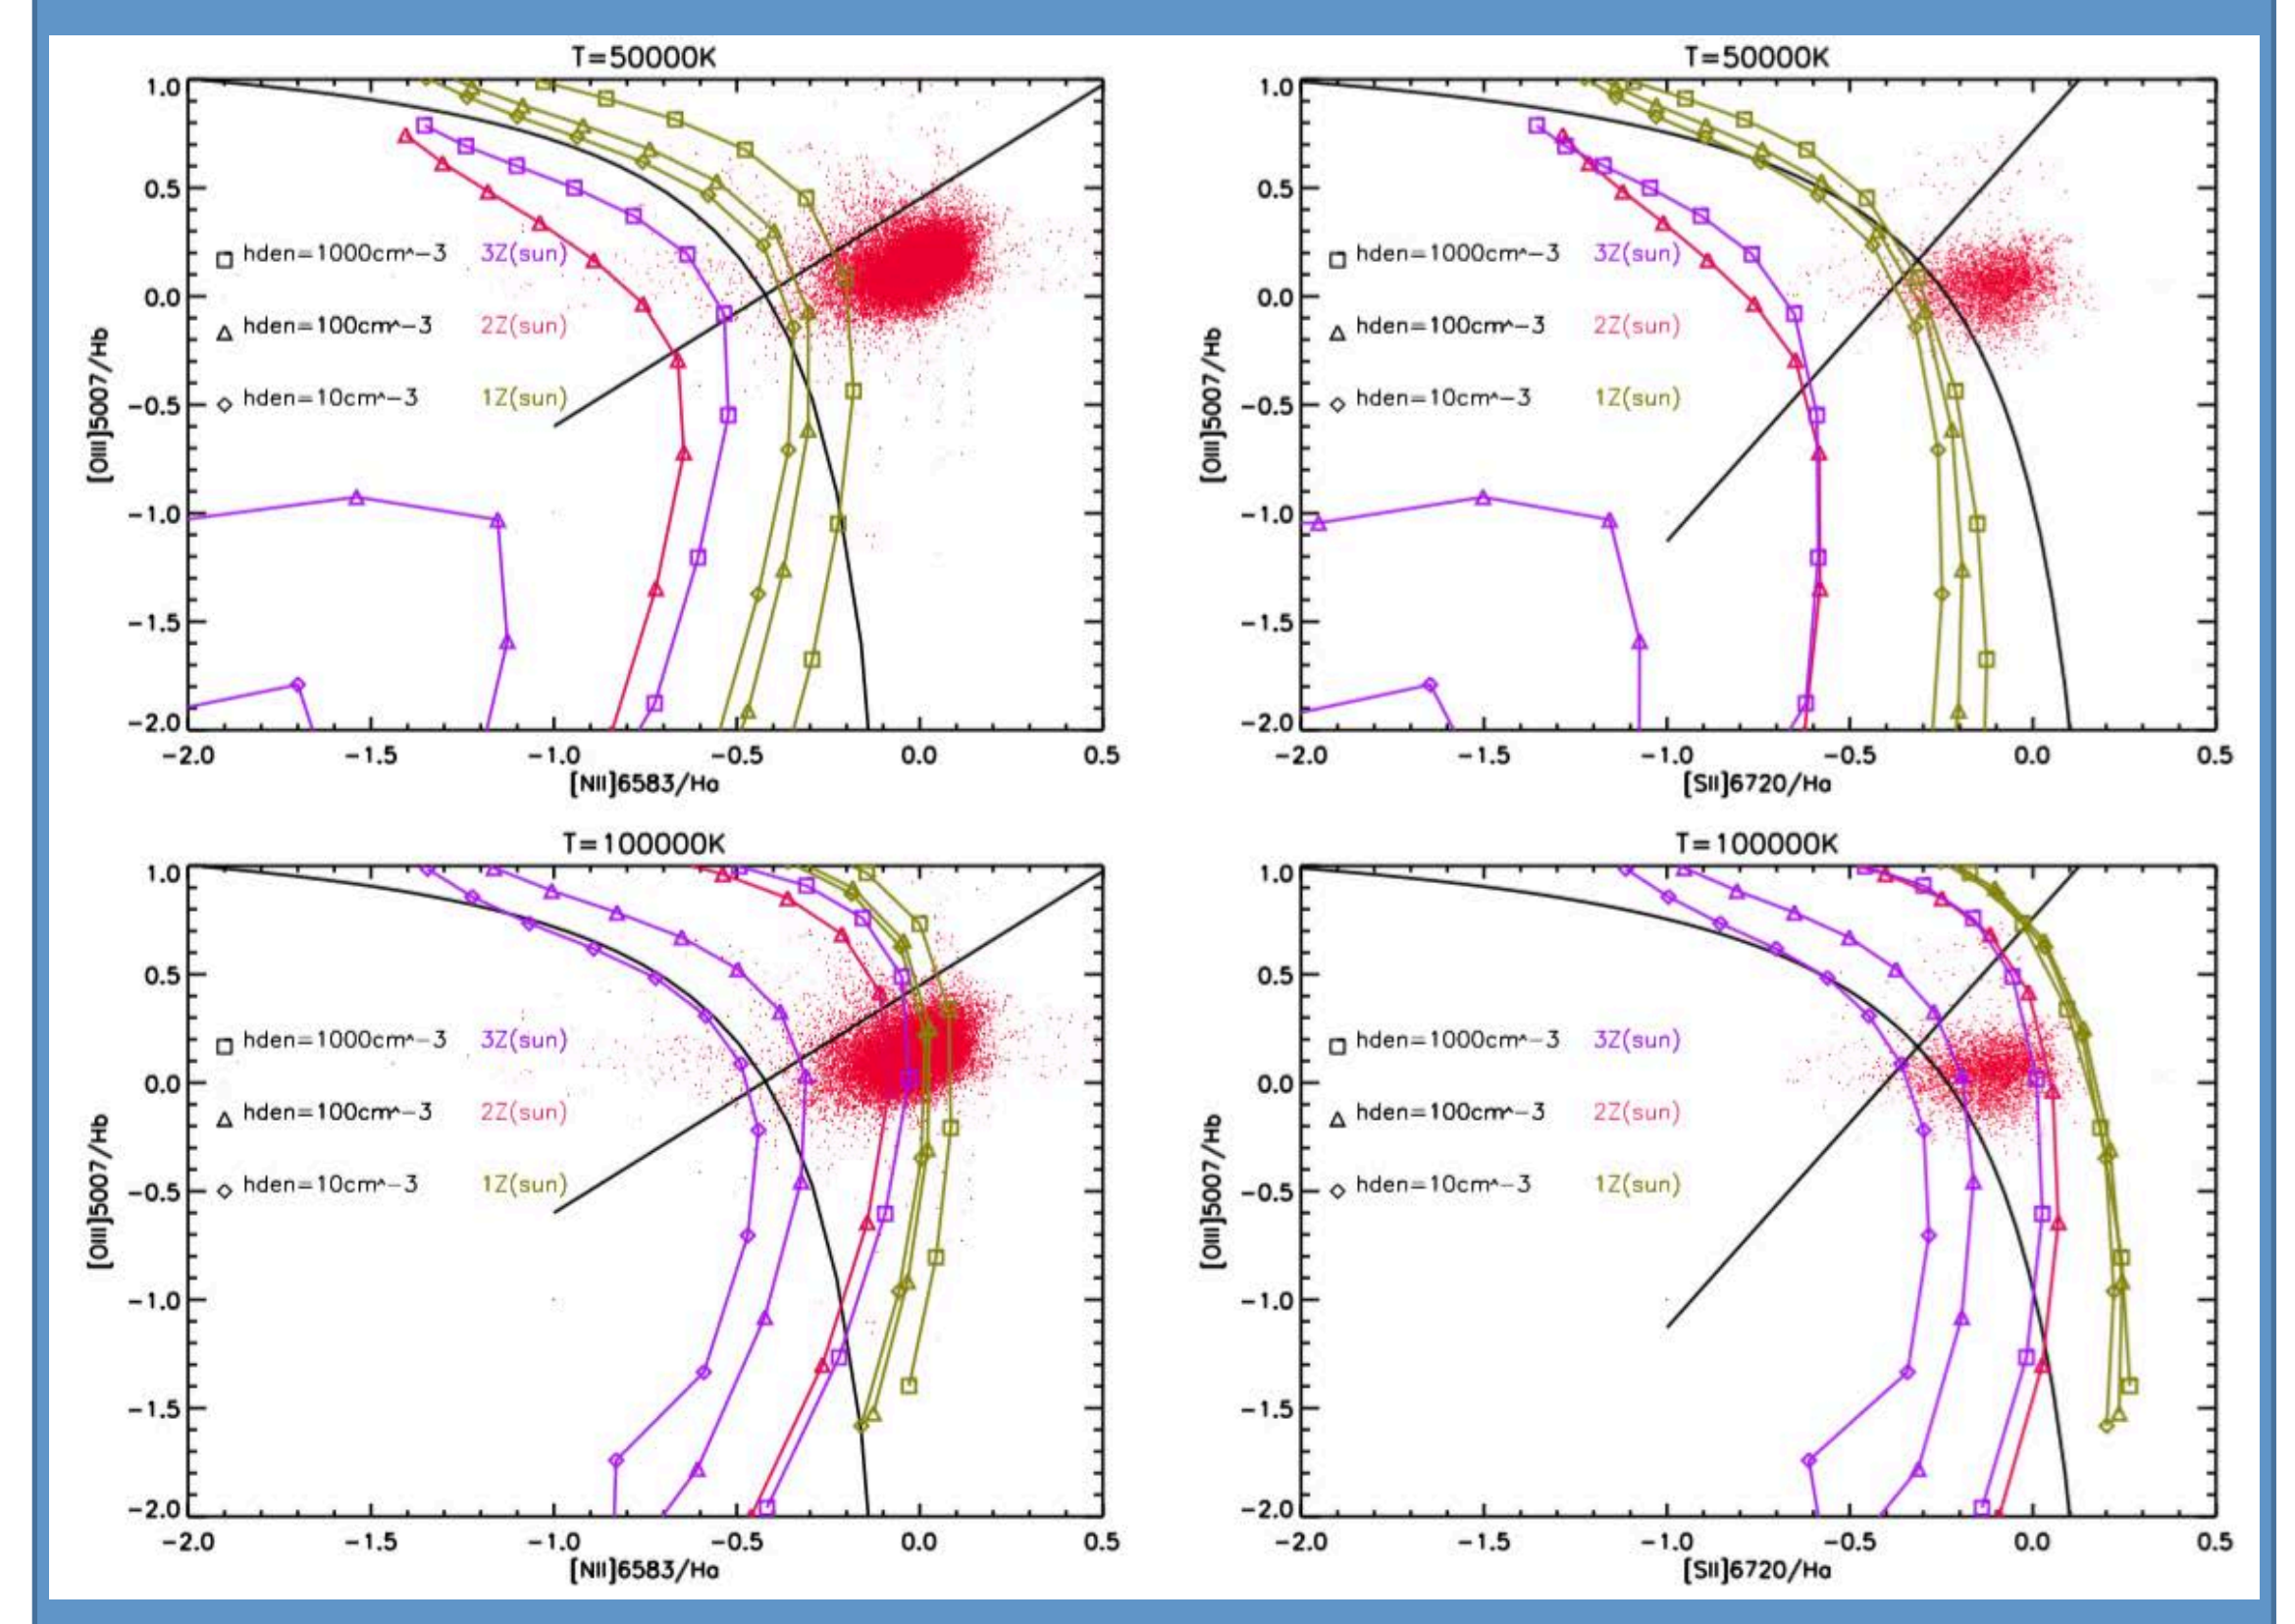 T=50000K
1.0
0.5
0.0
−0.5
−1.0
−1.5
−2.0
[OIII]5007/Hb
hden=1000cm^−3 3Z(sun)
hden=100cm^−3 2Z(sun)
hden=10cm^−3 1Z(sun)
−2.0 −1.5 −1.0 −0.5 0.0 0.5
[NII]6583/Ha
T=50000K
1.0
0.5
0.0
−0.5
−1.0
−1.5
−2.0
[OIII]5007/Hb
hden=1000cm^−3 3Z(sun)
hden=100cm^−3 2Z(sun)
hden=10cm^−3 1Z(sun)
−2.0 −1.5 −1.0 −0.5 0.0 0.5
[SII]6720/Ha
T=100000K
1.0
0.5
0.0
−0.5
−1.0
−1.5
−2.0
[OIII]5007/Hb
hden=1000cm^−3 3Z(sun)
hden=100cm^−3 2Z(sun)
hden=10cm^−3 1Z(sun)
−2.0 −1.5 −1.0 −0.5 0.0 0.5
[NII]6583/Ha
T=100000K
1.0
0.5
0.0
−0.5
−1.0
−1.5
−2.0
[OIII]5007/Hb
hden=1000cm^−3 3Z(sun)
hden=100cm^−3 2Z(sun)
hden=10cm^−3 1Z(sun)
−2.0 −1.5 −1.0 −0.5 0.0 0.5
[SII]6720/Ha